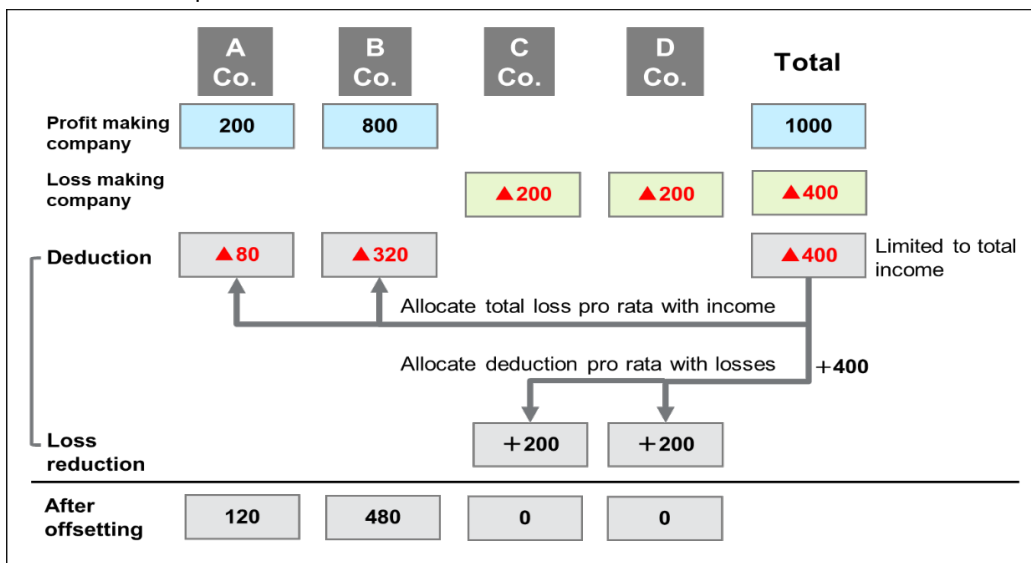 A Co.
B Co.
C Co.
D Co.
Total
Profit making company
200
800
1000
Loss making company
▲200
▲200
▲400
Deduction
▲80
▲320
▲400
Limited to total income
Allocate total loss pro rata with income
Allocate deduction pro rata with losses
+400
Loss reduction
+200
+200
After offsetting
120
480
0
0